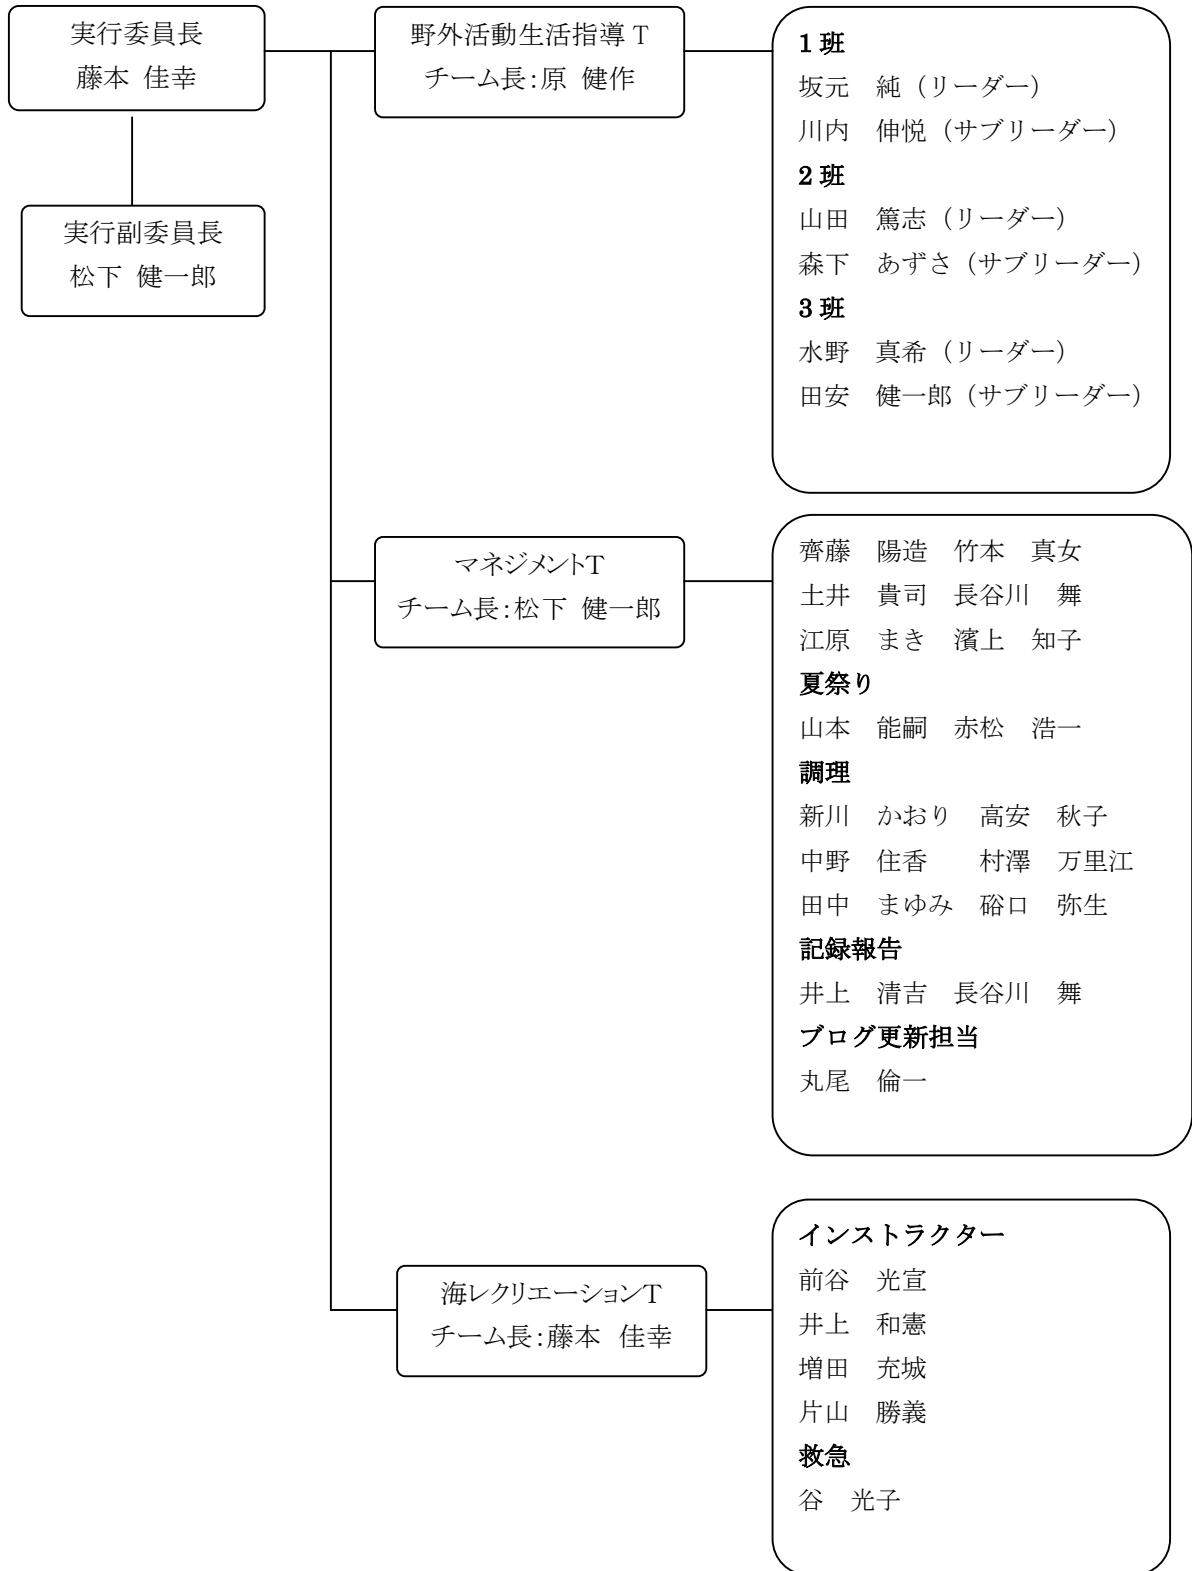 実行委員長
藤本 佳幸
実行副委員長
松下 健一郎
野外活動生活指導 T
チーム長:原 健作
1 班
坂元　純（リーダー）
川内　伸悦（サブリーダー）
2 班
山田　篤志（リーダー）
森下　あずさ（サブリーダー）
3 班
水野　真希（リーダー）
田安　健一郎（サブリーダー）
マネジメントT
チーム長:松下 健一郎
齊藤　陽造　竹本　真女
土井　貴司　長谷川　舞
江原　まき　濱上　知子
夏祭り
山本　能嗣　赤松　浩一
調理
新川　かおり　高安　秋子
中野　住香　　村澤　万里江
田中　まゆみ　硲口　弥生
記録報告
井上　清吉　長谷川　舞
ブログ更新担当
丸尾　倫一
海レクリエーションT
チーム長:藤本 佳幸
インストラクター
前谷　光宣
井上　和憲
増田　充城
片山　勝義
救急
谷　光子